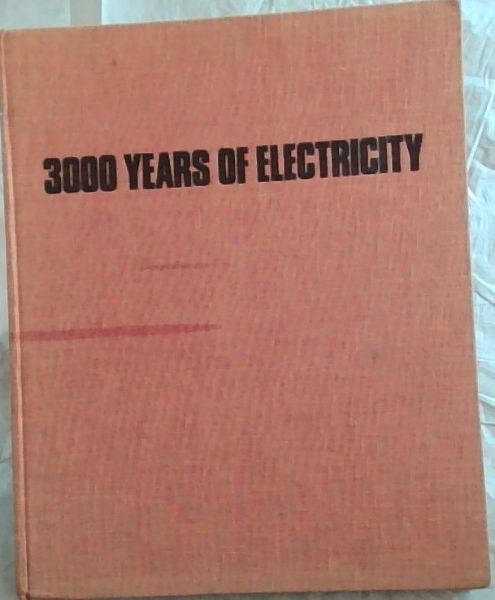 3000 YEARS OF ELECTRICITY